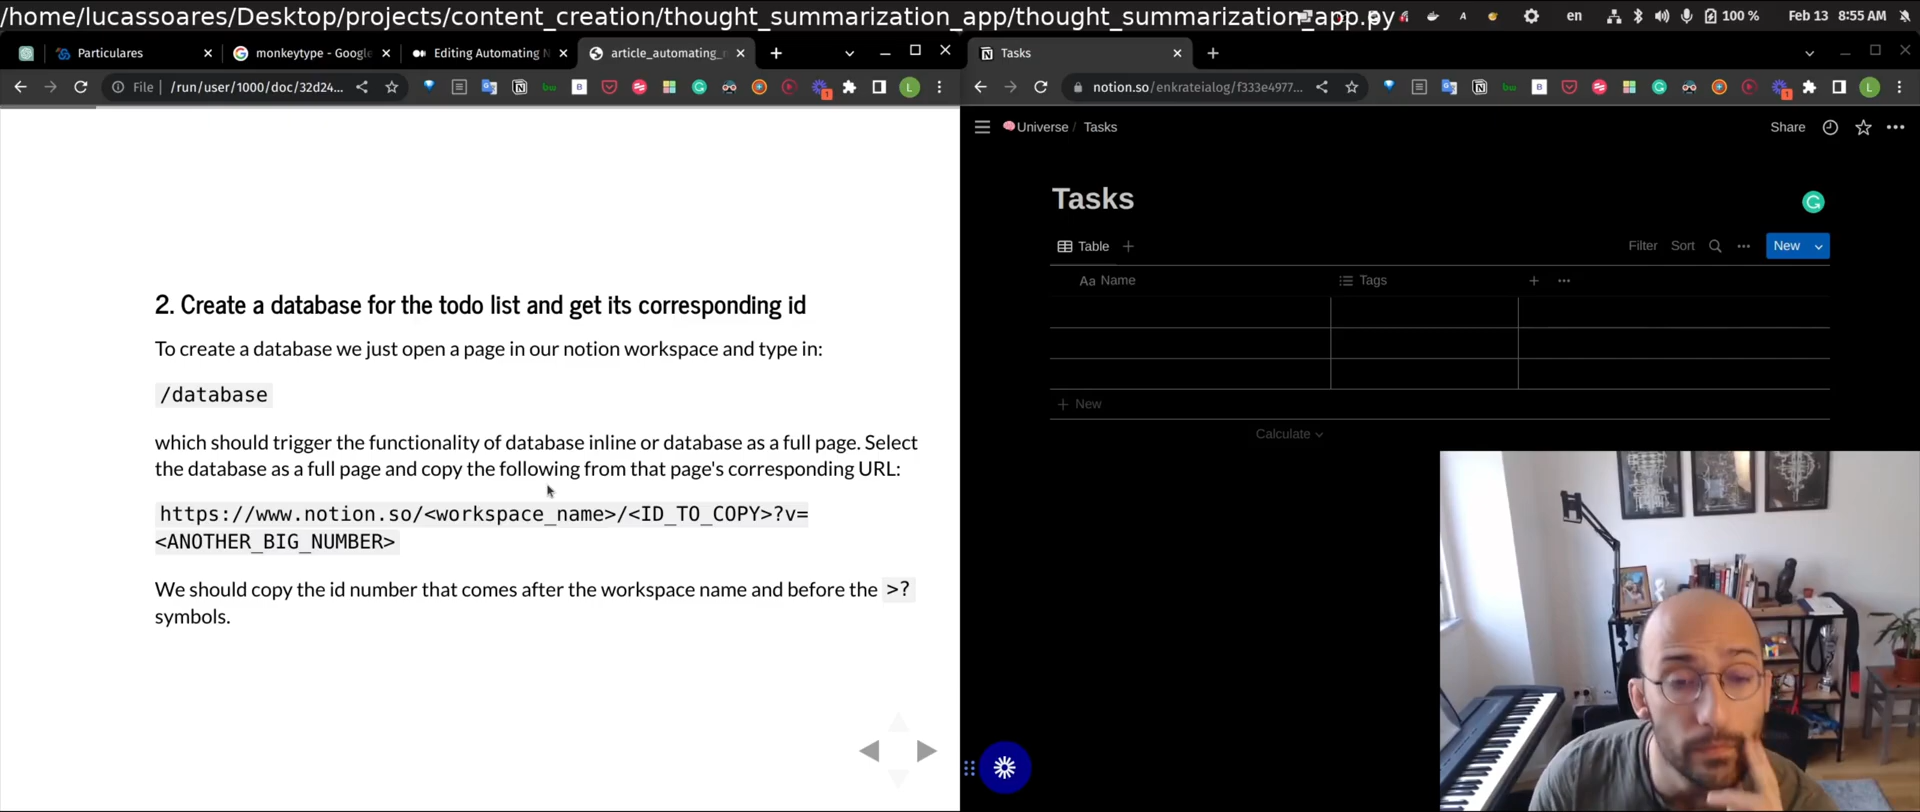 /home/lucassoares/Desktop/projects/content_creation/thought_summarization_app/thought_summarization_app.py
en
100 %
Feb 13 8:55 AM
Particulares
monkeytype - Google
Editing Automating N
article_automating_
Tasks
File
/run/user/1000/doc/32d24...
notion.so/enkrateialog/f333e4977...
Universe / Tasks
Share
Tasks
Table
Filter
Sort
New
Aa Name
Tags
New
Calculate
2. Create a database for the todo list and get its corresponding id
To create a database we just open a page in our notion workspace and type in:
/database
which should trigger the functionality of database inline or database as a full page. Select
the database as a full page and copy the following from that page's corresponding URL:
https://www.notion.so/<workspace_name>/<ID_TO_COPY>?v=
<ANOTHER_BIG_NUMBER>
We should copy the id number that comes after the workspace name and before the >?
symbols.